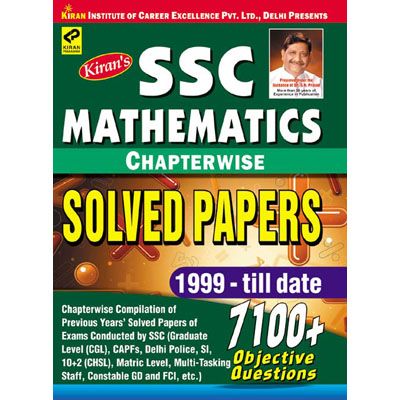 KIRAN INSTITUTE OF CAREER EXCELLENCE PVT. LTD., DELHI PRESENTS
KIRAN
Kiran's
SSC
MATHEMATICS
CHAPTERWISE
SOLVED PAPERS
1999 - till date
Chapterwise Compilation of
Previous Years' Solved Papers of
Exams Conducted by SSC (Graduate
Level (CGL), CAPFs, Delhi Police, SI,
10+2 (CHSL), Matric Level, Multi-Tasking
Staff, Constable GD and FCI, etc.)
7100+
Objective
Questions